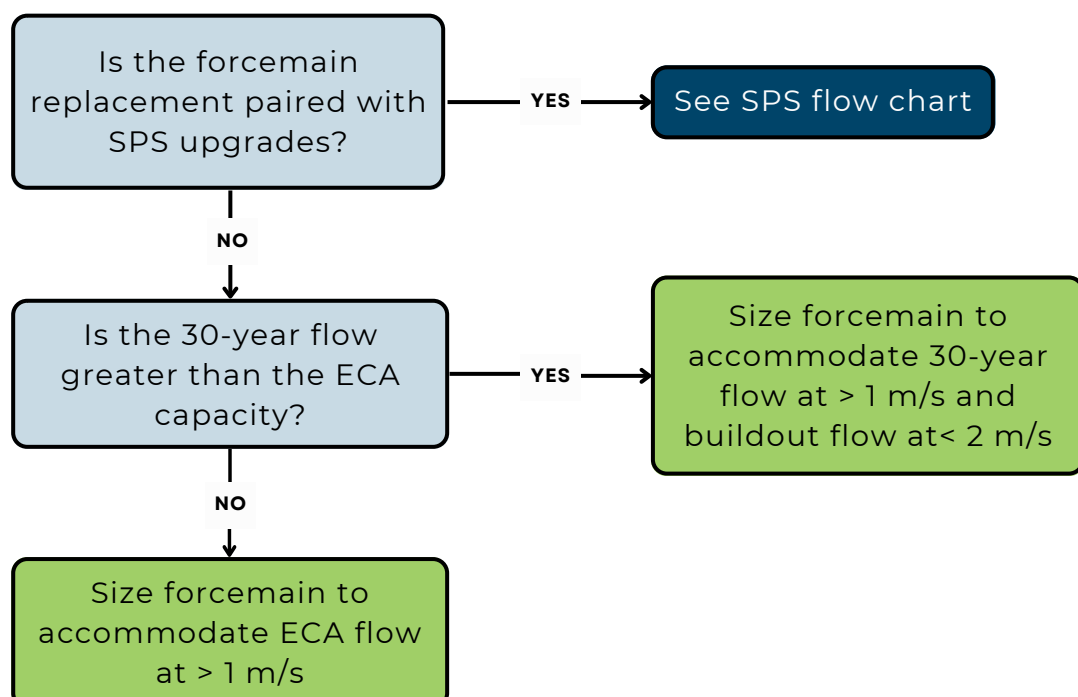 Is the forcemain
replacement paired with
SPS upgrades?
YES
See SPS flow chart
NO
Is the 30-year flow
greater than the ECA
capacity?
YES
Size forcemain to
accommodate 30-year
flow at > 1 m/s and
buildout flow at< 2 m/s
NO
Size forcemain to
accommodate ECA flow
at > 1 m/s